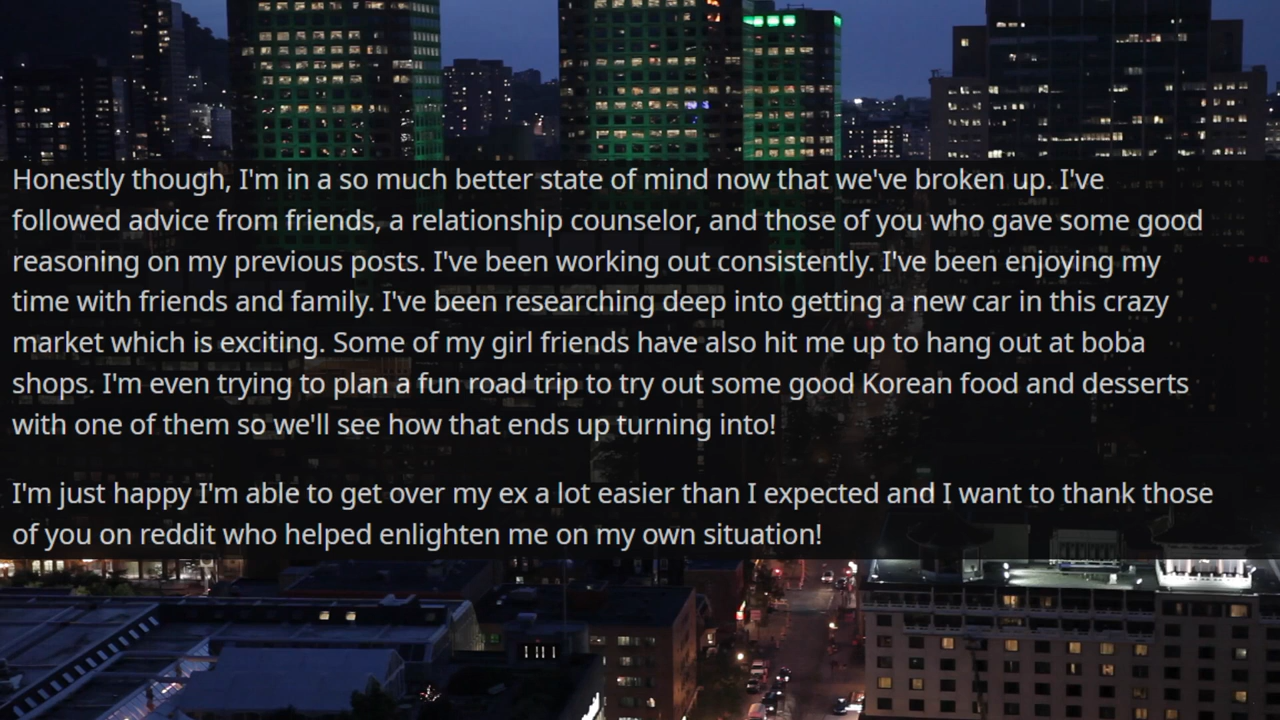 Honestly though, I'm in a so much better state of mind now that we've broken up. I've
followed advice from friends, a relationship counselor, and those of you who gave some good
reasoning on my previous posts. I've been working out consistently. I've been enjoying my
time with friends and family. I've been researching deep into getting a new car in this crazy
market which is exciting. Some of my girl friends have also hit me up to hang out at boba
shops. I'm even trying to plan a fun road trip to try out some good Korean food and desserts
with one of them so we'll see how that ends up turning into!
I'm just happy I'm able to get over my ex a lot easier than I expected and I want to thank those
of you on reddit who helped enlighten me on my own situation!